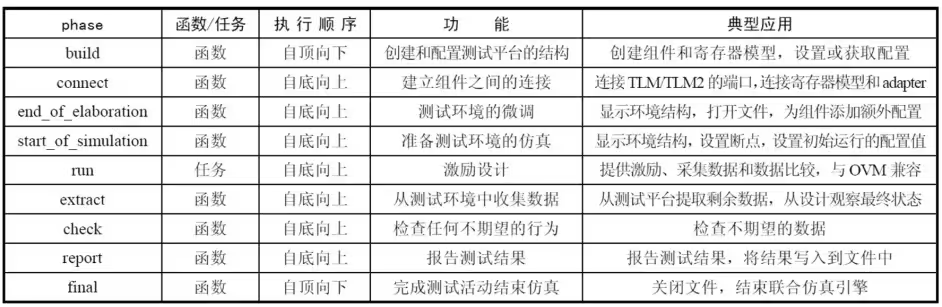 phase 函数/任务 执行顺序 功 能 典型应用
build 函数 自顶向下 创建和配置测试平台的结构 创建组件和寄存器模型，设置或获取配置
connect 函数 自底向上 建立组件之间的连接 连接TLM/TLM2的端口，连接寄存器模型和adapter
end_of_elaboration 函数 自底向上 测试环境的微调 显示环境结构，打开文件，为组件添加额外配置
start_of_simulation 函数 自底向上 准备测试环境的仿真 显示环境结构，设置断点，设置初始运行的配置值
run 任务 自底向上 激励设计 提供激励、采集数据和数据比较，与OVM兼容
extract 函数 自底向上 从测试环境中收集数据 从测试平台提取剩余数据，从设计观察最终状态
check 函数 自底向上 检查任何不期望的行为 检查不期望的数据
report 函数 自底向上 报告测试结果 报告测试结果，将结果写入到文件中
final 函数 自顶向下 完成测试活动结束仿真 关闭文件，结束联合仿真引擎